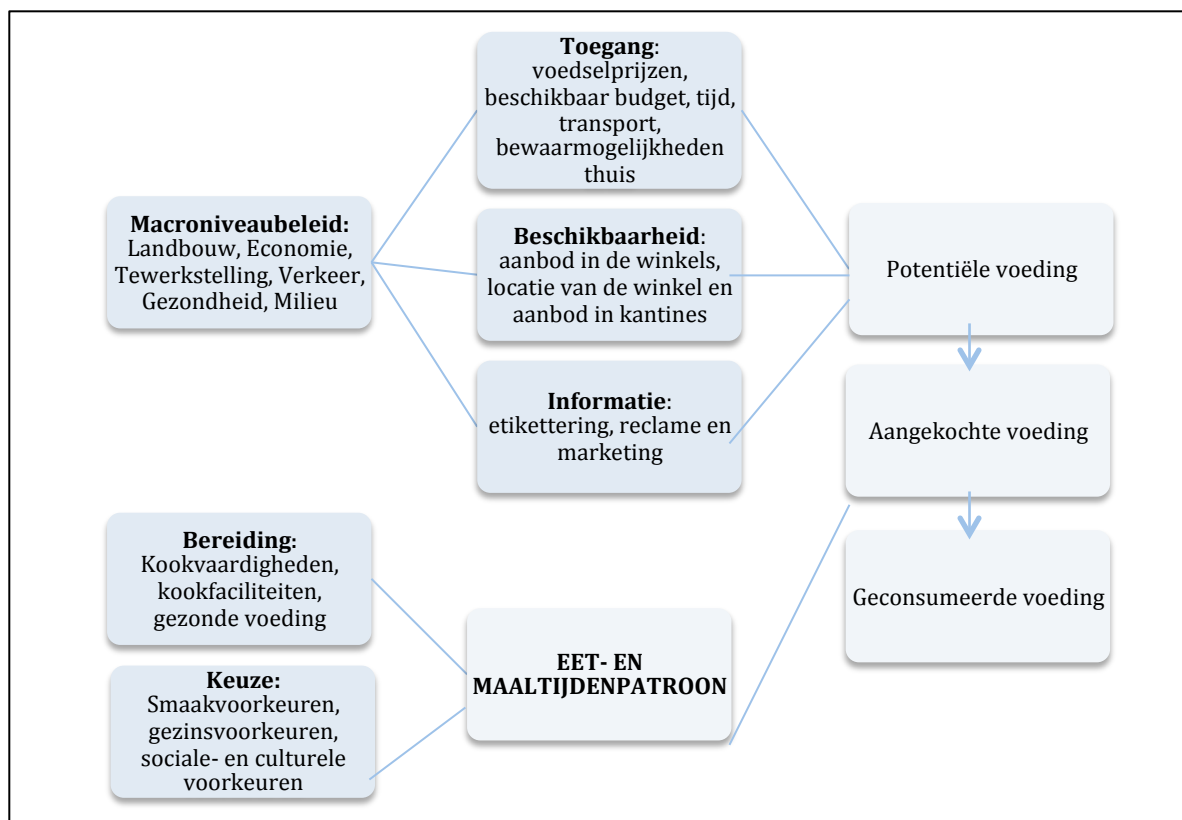 Toegang:
voedselprijzen,
beschikbaar budget, tijd,
transport,
bewaarmogelijkheden
thuis
Macroniveaubeleid:
Landbouw, Economie,
Tewerkstelling, Verkeer,
Gezondheid, Milieu
Beschikbaarheid:
aanbod in de winkels,
locatie van de winkel en
aanbod in kantines
Potentiële voeding
Informatie:
etikettering, reclame en
marketing
Aangekochte voeding
Bereiding:
Kookvaardigheden,
kookfaciliteiten,
gezonde voeding
Geconsumeerde voeding
EET- EN
MAALTIJDENPATROON
Keuze:
Smaakvoorkeuren,
gezinsvoorkeuren,
sociale- en culturele
voorkeuren